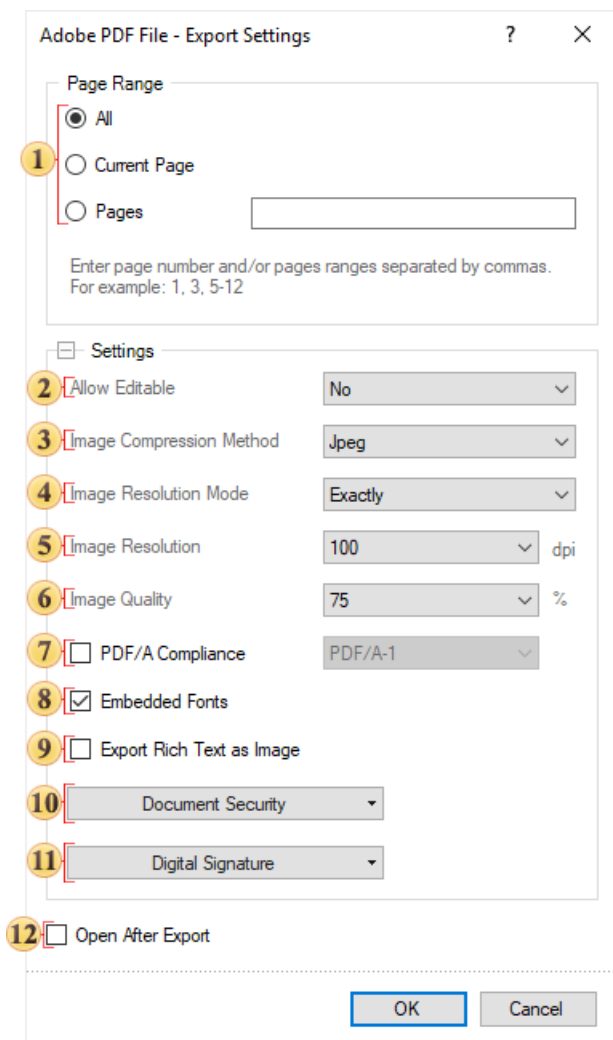 Adobe PDF File - Export Settings ?
Page Range
All
1 Current Page
Pages
Enter page number and/or pages ranges separated by commas.
For example: 1, 3, 5-12
Settings
2 Allow Editable No
3 Image Compression Method Jpeg
4 Image Resolution Mode Exactly
5 Image Resolution 100 dpi
6 Image Quality 75 %
7 PDF/A Compliance PDF/A-1
8 Embedded Fonts
9 Export Rich Text as Image
10 Document Security
11 Digital Signature
12 Open After Export
OK Cancel